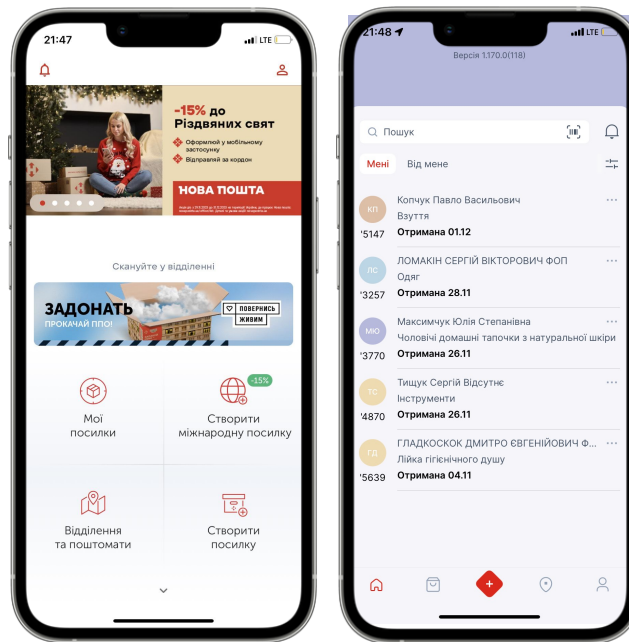 21:47
LTE
-15% до
Різдвяних свят
Оформлюй у мобільному
застосунку
Відправляй за кордон
НОВА ПОШТА
Скануйте у відділенні
ЗАДОНАТЬ
ПРОКАЧАЙ ППО!
ПОВЕРНИСЬ
ЖИВИМ
-15%
Мої
посилки
Створити
міжнародну посилку
Відділення
та поштомати
Створити
посилку
21:48
LTE
Версія 1.170.0(118)
Пошук
Мені
Від мене
КП
Копчук Павло Васильович
Взуття
'5147
Отримана 01.12
ЛС
ЛОМАКІН СЕРГІЙ ВІКТОРОВИЧ ФОП
Одяг
'3257
Отримана 28.11
МЮ
Максимчук Юлія Степанівна
Чоловічі домашні тапочки з натуральної шкіри
'3770
Отримана 26.11
ТС
Тищук Сергій Відсутнє
Інструменти
'4870
Отримана 26.11
ГД
ГЛАДКОСКОК ДМИТРО ЄВГЕНІЙОВИЧ Ф...
Лійка гігієнічного душу
'5639
Отримана 04.11